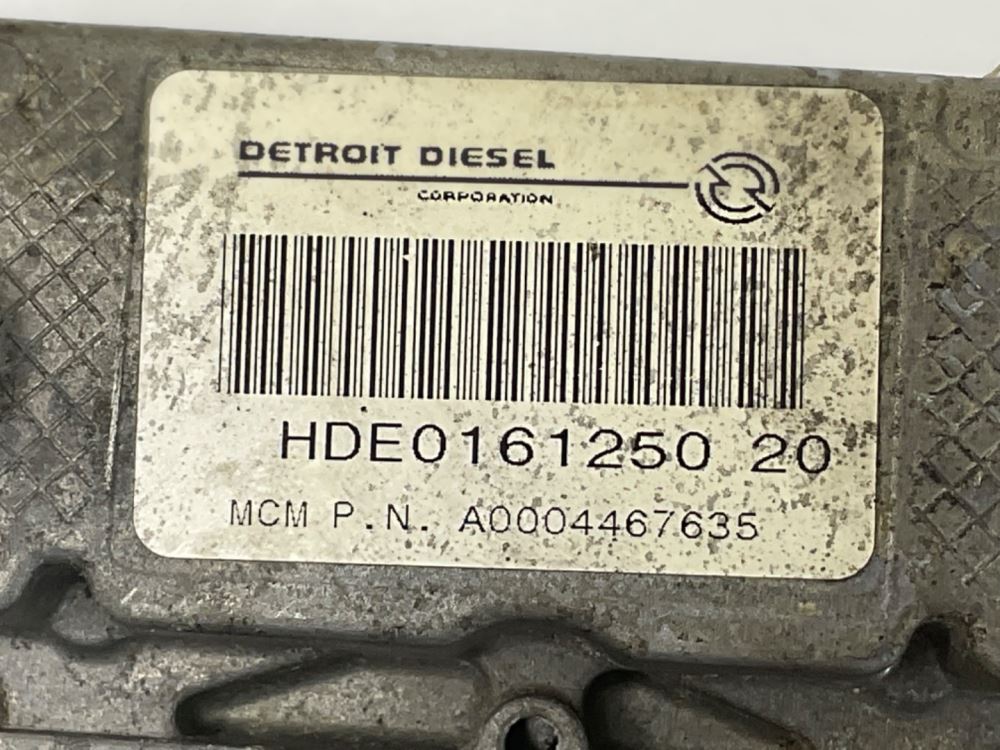 DETROIT DIESEL
CORPORATION
HDE0161250 20
MCM P.N. A0004467635